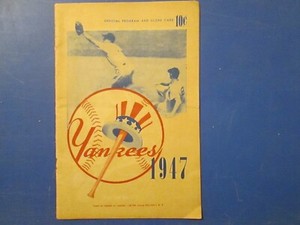 OFFICIAL PROGRAM AND SCORE CARD 10¢
Yankees
1947